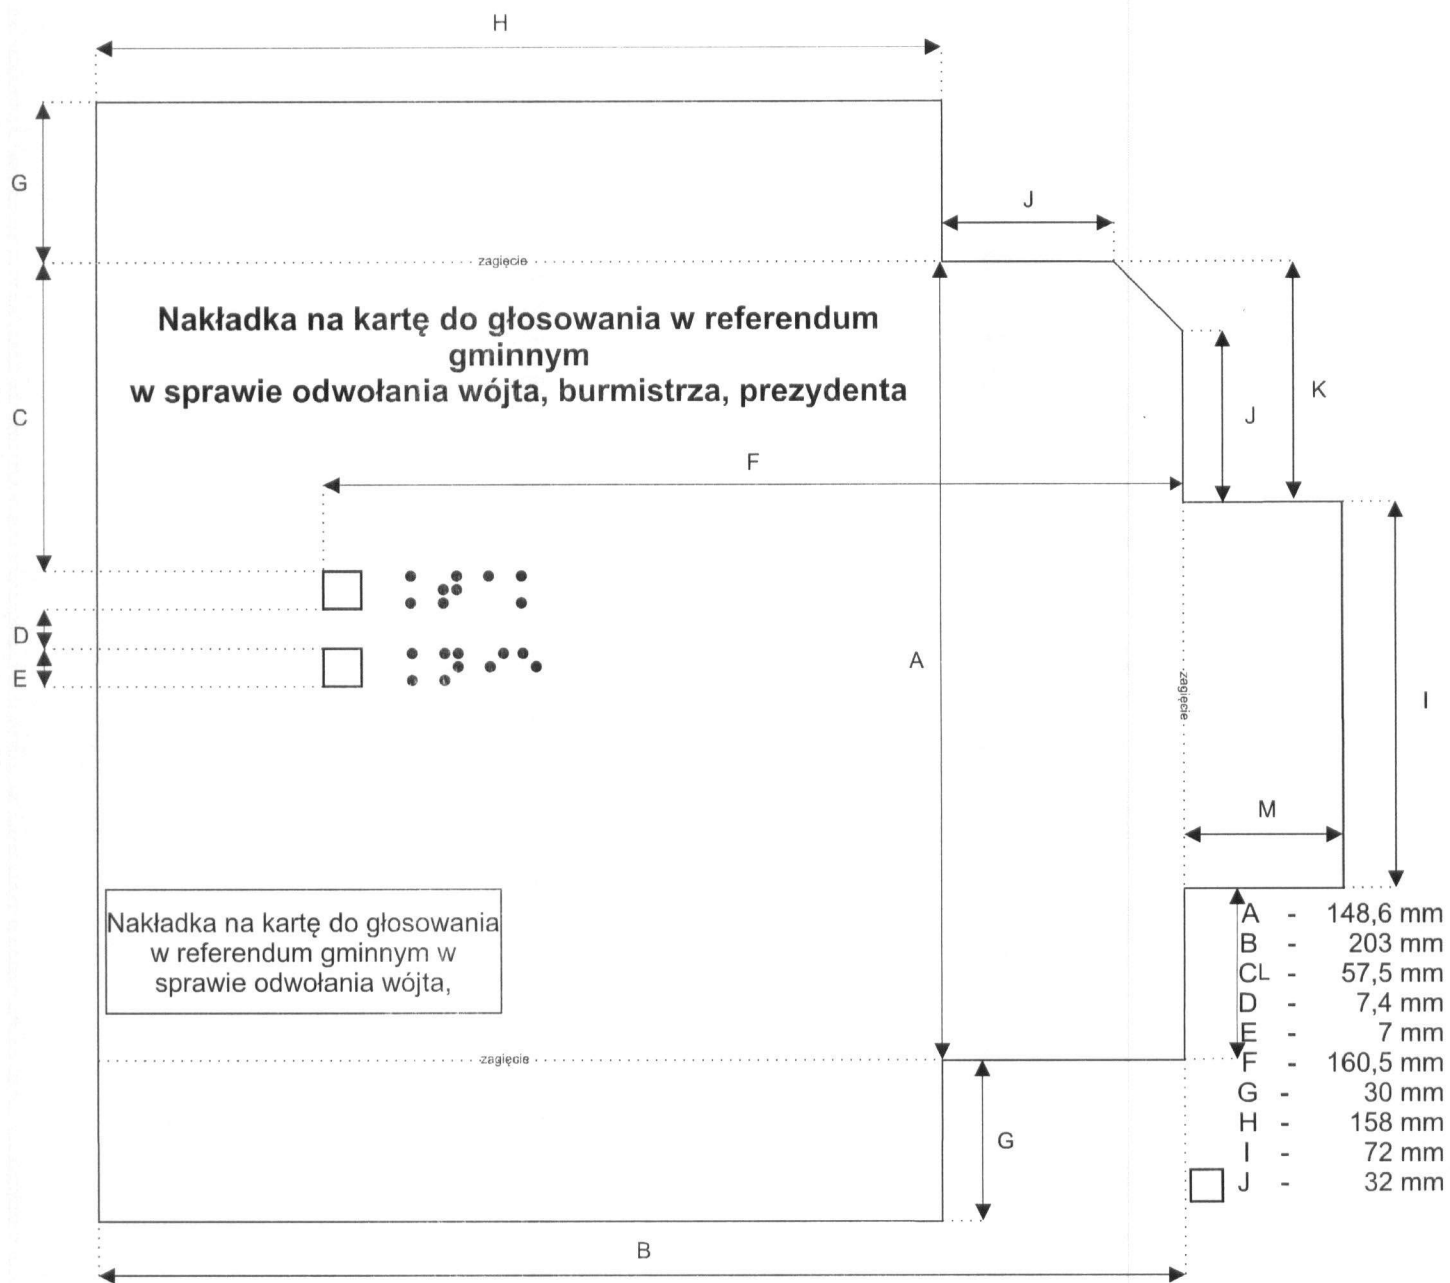 H
G
J
zagięcie
Nakładka na kartę do głosowania w referendum
gminnym
w sprawie odwołania wójta, burmistrza, prezydenta
C
K
J
F
D
A
E
zagięcie
I
M
Nakładka na kartę do głosowania
w referendum gminnym w
sprawie odwołania wójta,
A - 148,6 mm
B - 203 mm
CL - 57,5 mm
D - 7,4 mm
E - 7 mm
zagięcie
F - 160,5 mm
G - 30 mm
H - 158 mm
G
I - 72 mm
J - 32 mm
B